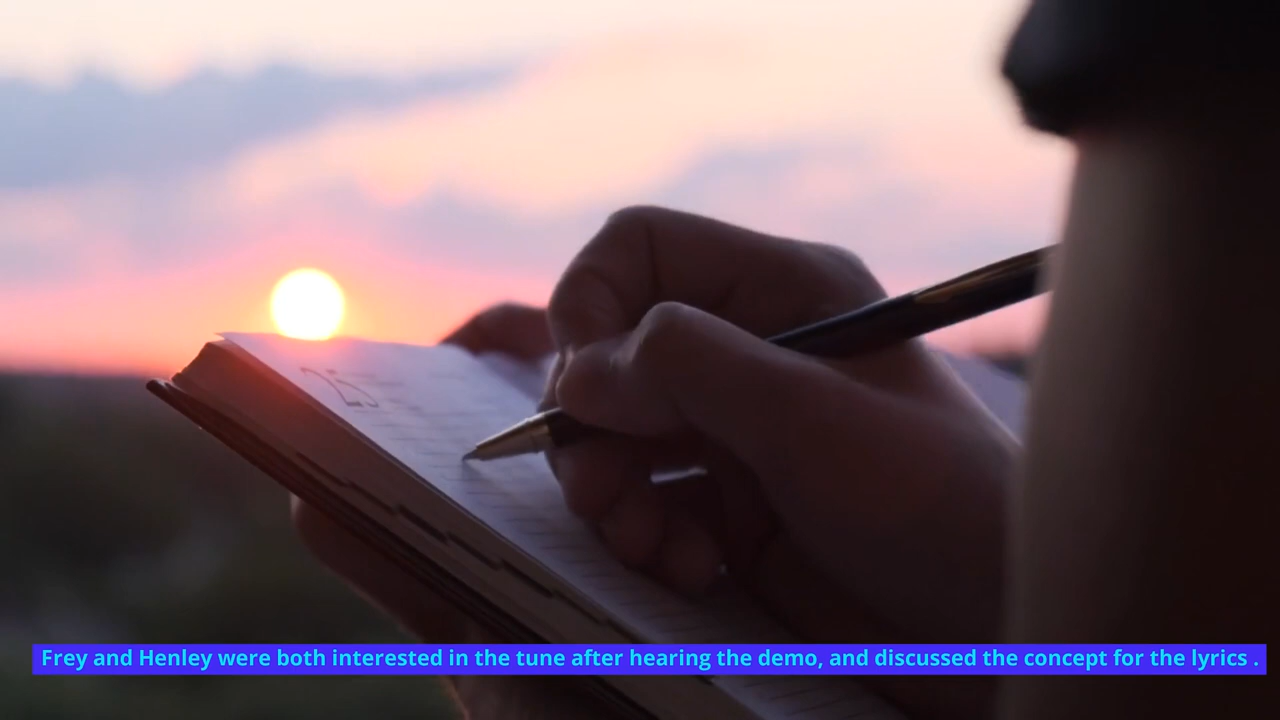 Frey and Henley were both interested in the tune after hearing the demo, and discussed the concept for the lyrics .